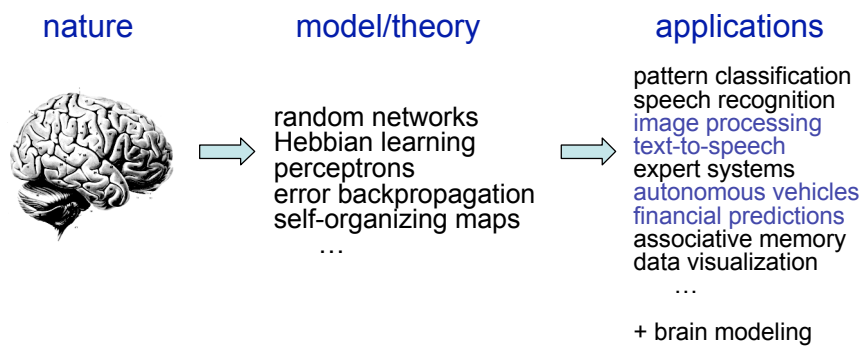 nature
model/theory
applications
random networks
Hebbian learning
perceptrons
error backpropagation
self-organizing maps
…
pattern classification
speech recognition
image processing
text-to-speech
expert systems
autonomous vehicles
financial predictions
associative memory
data visualization
…
+ brain modeling